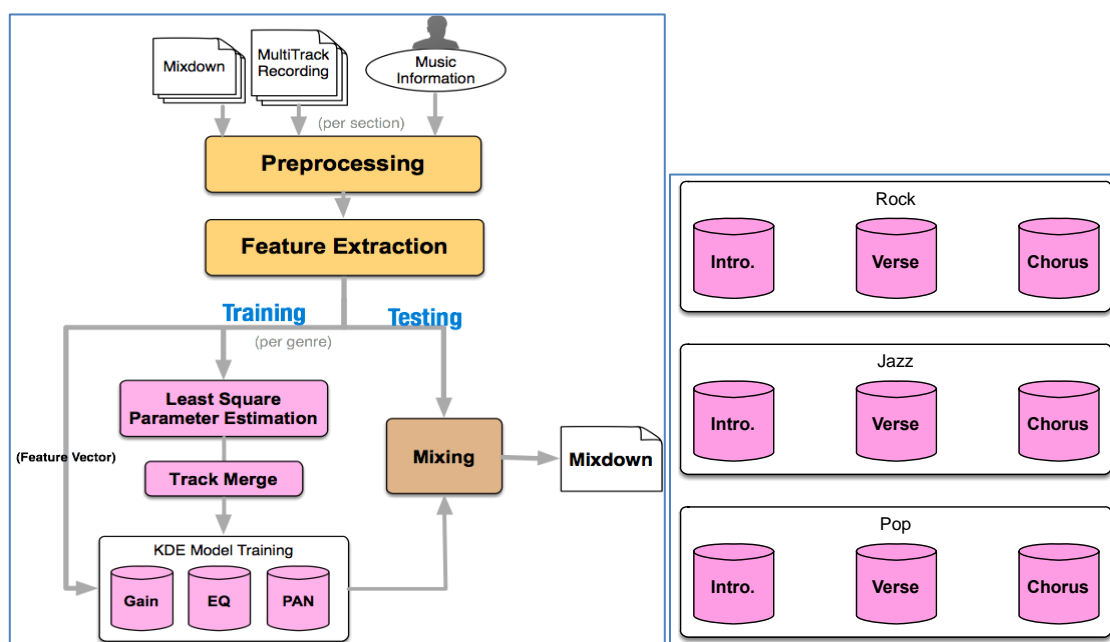 Mixdown
MultiTrack
Recording
Music
Information
(per section)
Preprocessing
Feature Extraction
Training
Testing
(per genre)
Least Square
Parameter Estimation
(Feature Vector)
Track Merge
Mixing
Mixdown
KDE Model Training
Gain
EQ
PAN
Rock
Intro.
Verse
Chorus
Jazz
Intro.
Verse
Chorus
Pop
Intro.
Verse
Chorus